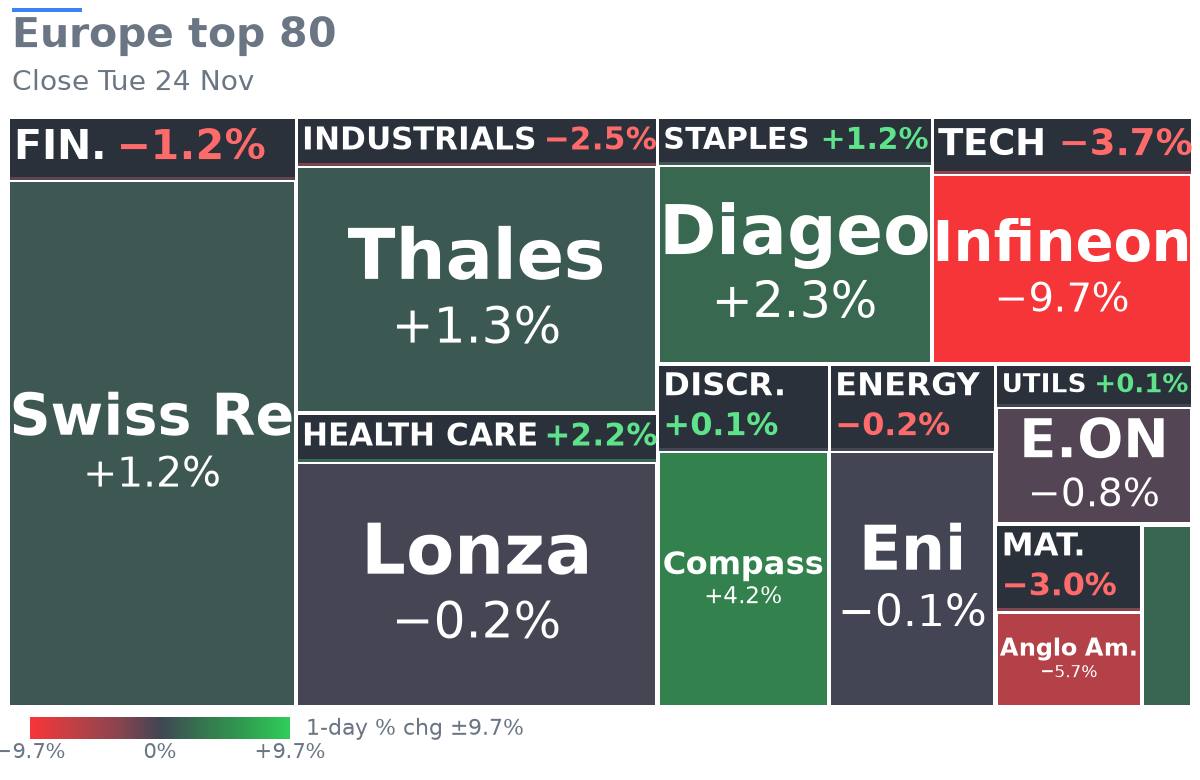 Europe top 80
Close Tue 24 Nov
FIN. −1.2%
Swiss Re
+1.2%
INDUSTRIALS −2.5%
Thales
+1.3%
HEALTH CARE +2.2%
Lonza
−0.2%
STAPLES +1.2%
Diageo
+2.3%
TECH −3.7%
Infineon
−9.7%
DISCR.
+0.1%
Compass
+4.2%
ENERGY
−0.2%
Eni
−0.1%
UTILS +0.1%
E.ON
−0.8%
MAT.
−3.0%
Anglo Am.
−5.7%
−9.7% 0% +9.7%
1-day % chg ±9.7%